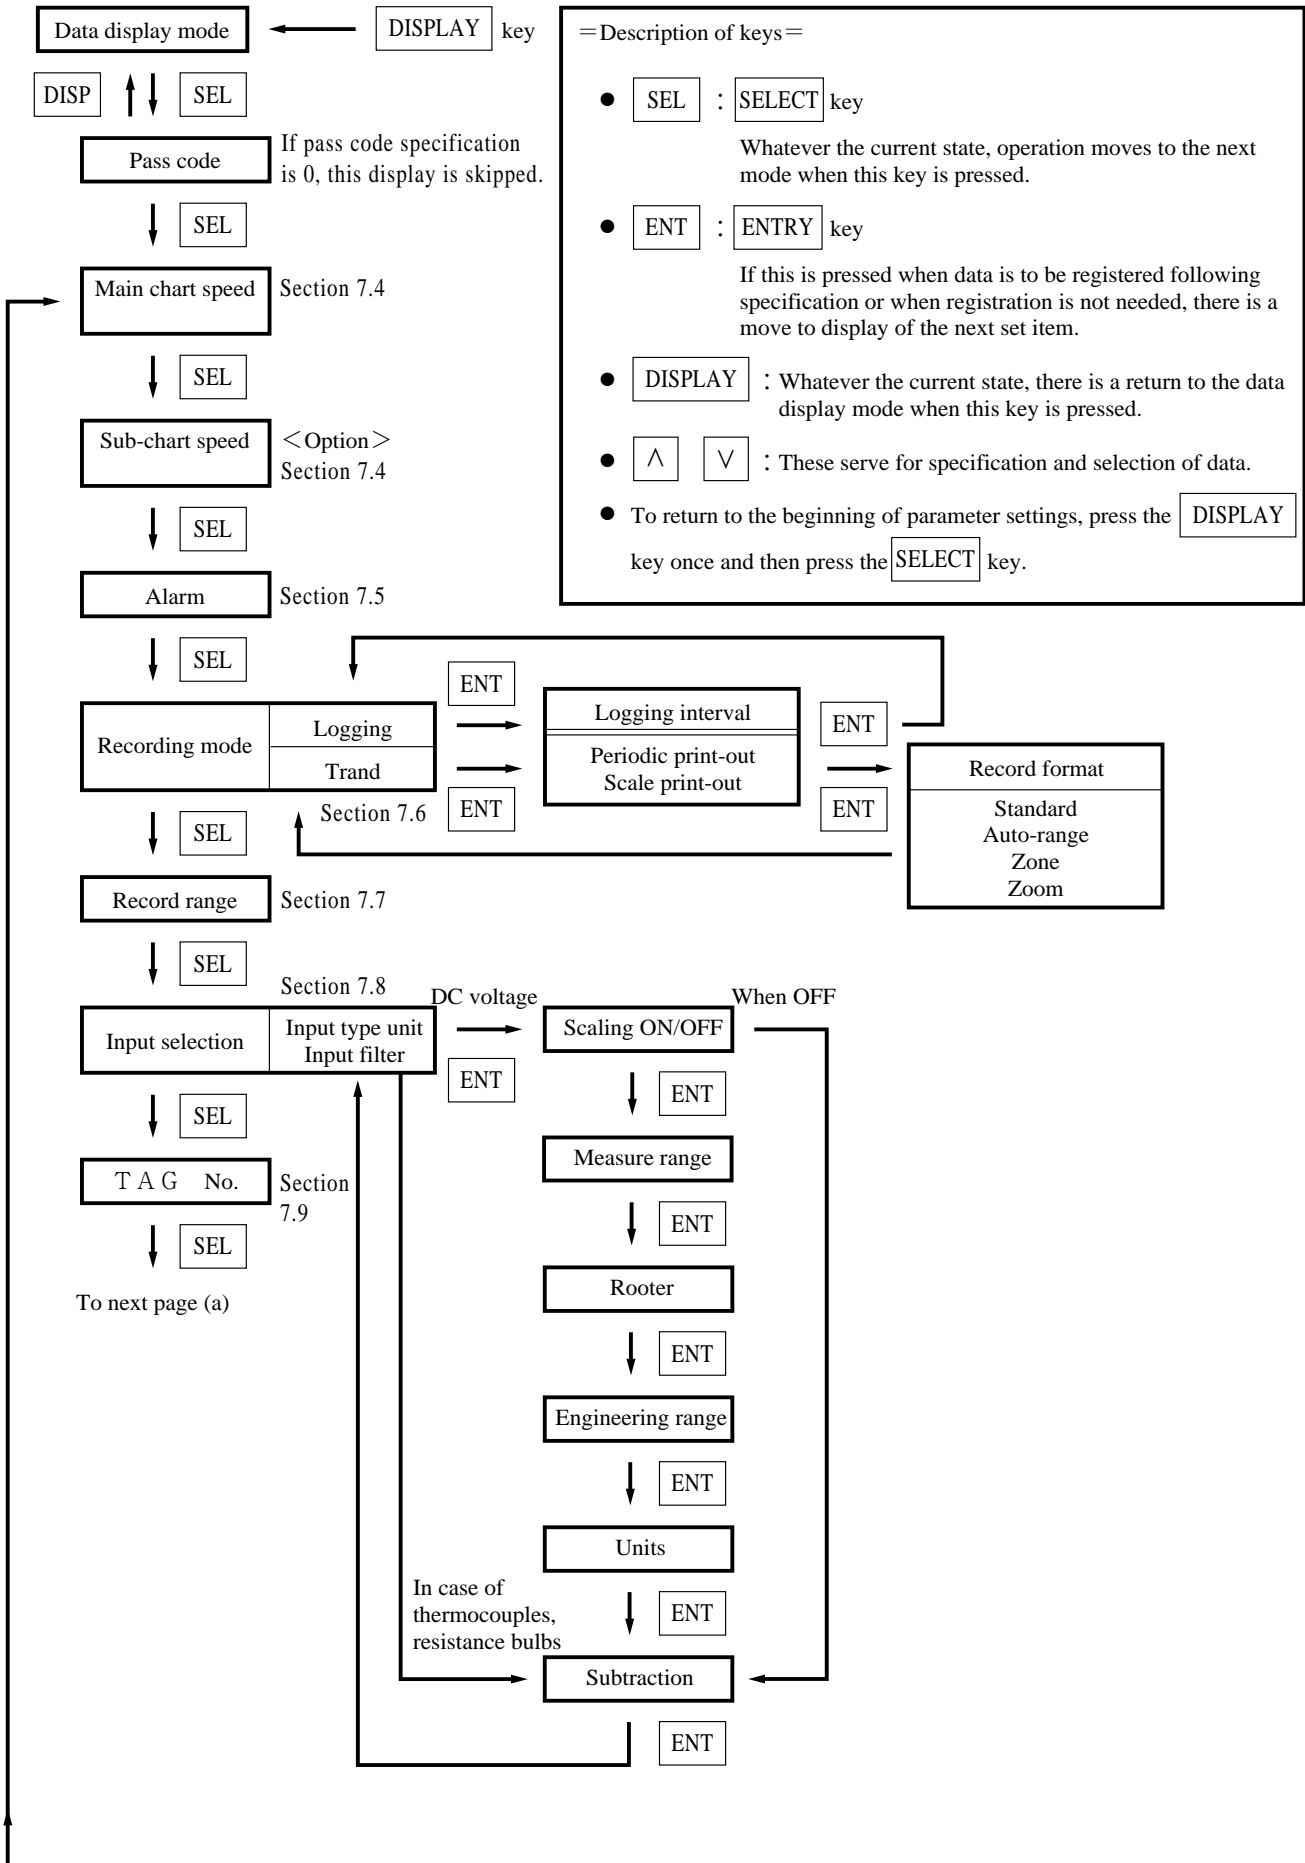 Data display mode
DISPLAY key
DISP
SEL
Pass code
If pass code specification
is 0, this display is skipped.
SEL
Main chart speed
Section 7.4
SEL
Sub-chart speed
＜Option＞
Section 7.4
SEL
Alarm
Section 7.5
SEL
=Description of keys=
● SEL : SELECT key
Whatever the current state, operation moves to the next
mode when this key is pressed.
● ENT : ENTRY key
If this is pressed when data is to be registered following
specification or when registration is not needed, there is a
move to display of the next set item.
● DISPLAY : Whatever the current state, there is a return to the data
display mode when this key is pressed.
● ∧ ∨ : These serve for specification and selection of data.
● To return to the beginning of parameter settings, press the DISPLAY
key once and then press the SELECT key.
Recording mode
Logging
Trand
Section 7.6
ENT
ENT
Logging interval
Periodic print-out
Scale print-out
ENT
ENT
Record format
Standard
Auto-range
Zone
Zoom
SEL
Record range
Section 7.7
SEL
Section 7.8
Input selection
Input type unit
Input filter
DC voltage
ENT
Scaling ON/OFF
When OFF
ENT
Measure range
ENT
Rooter
ENT
Engineering range
ENT
Units
ENT
In case of
thermocouples,
resistance bulbs
Subtraction
ENT
SEL
TAG No.
Section
7.9
SEL
To next page (a)